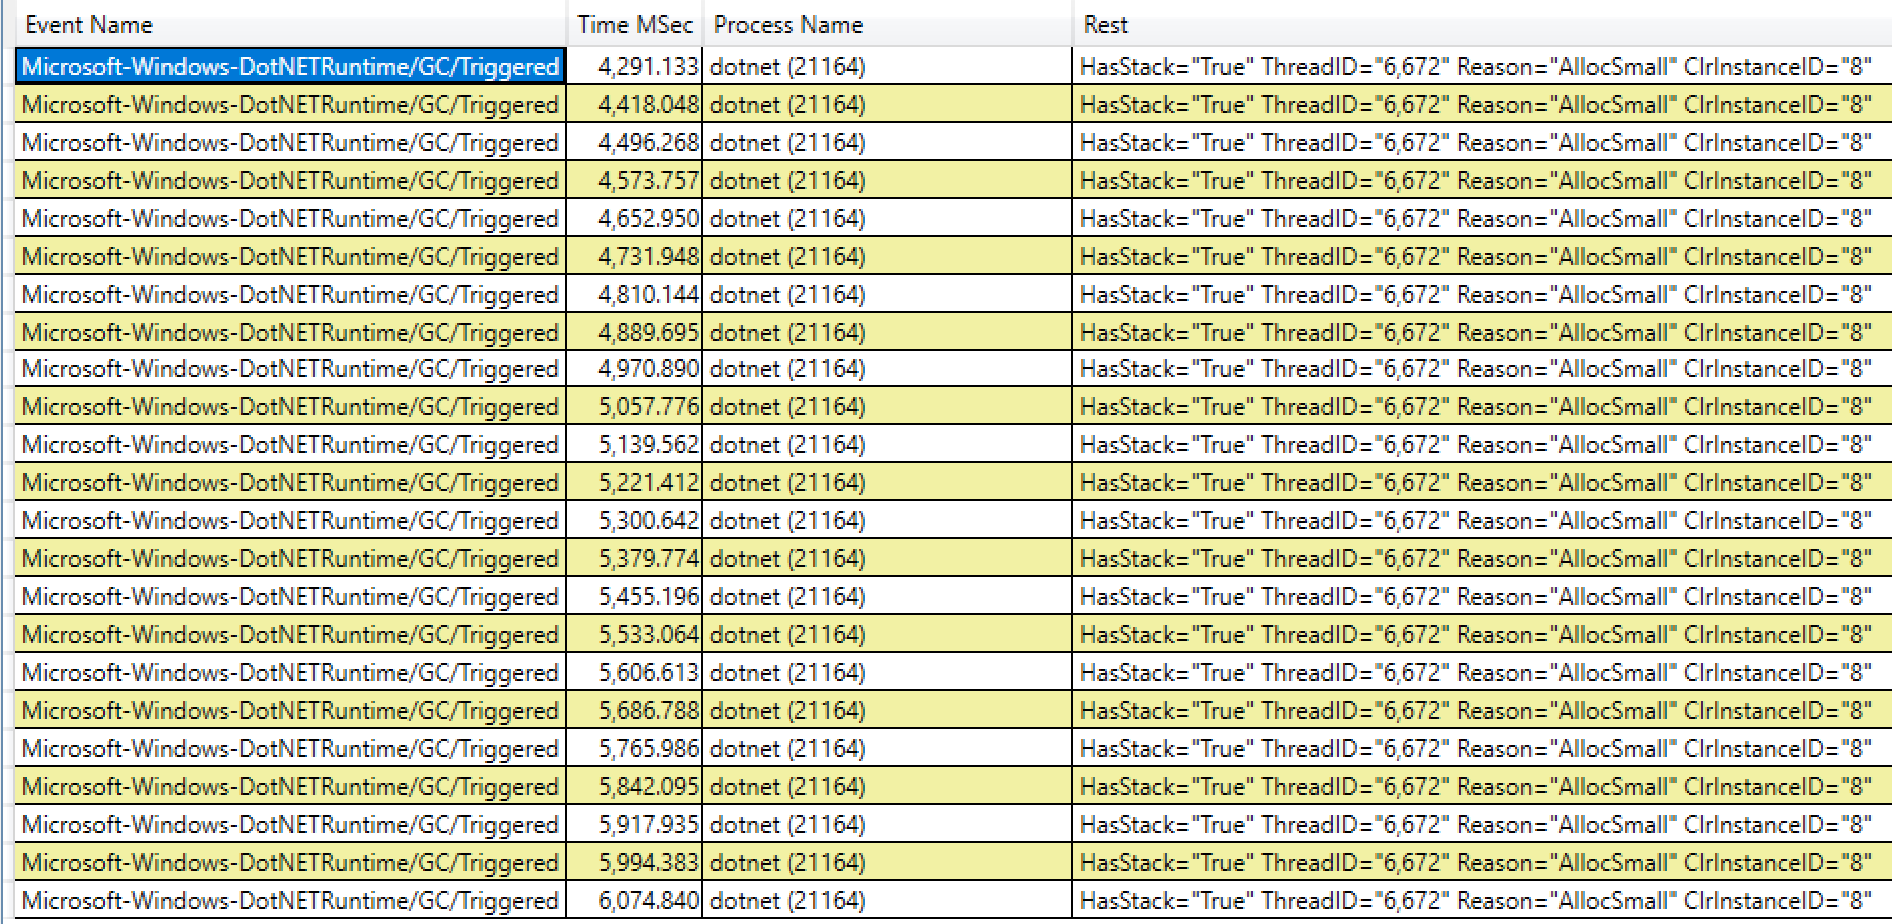 Event Name Time MSec Process Name Rest
Microsoft-Windows-DotNETRuntime/GC/Triggered 4,291.133 dotnet (21164) HasStack="True" ThreadID="6,672" Reason="AllocSmall" ClrInstanceID="8"
Microsoft-Windows-DotNETRuntime/GC/Triggered 4,418.048 dotnet (21164) HasStack="True" ThreadID="6,672" Reason="AllocSmall" ClrInstanceID="8"
Microsoft-Windows-DotNETRuntime/GC/Triggered 4,496.268 dotnet (21164) HasStack="True" ThreadID="6,672" Reason="AllocSmall" ClrInstanceID="8"
Microsoft-Windows-DotNETRuntime/GC/Triggered 4,573.757 dotnet (21164) HasStack="True" ThreadID="6,672" Reason="AllocSmall" ClrInstanceID="8"
Microsoft-Windows-DotNETRuntime/GC/Triggered 4,652.950 dotnet (21164) HasStack="True" ThreadID="6,672" Reason="AllocSmall" ClrInstanceID="8"
Microsoft-Windows-DotNETRuntime/GC/Triggered 4,731.948 dotnet (21164) HasStack="True" ThreadID="6,672" Reason="AllocSmall" ClrInstanceID="8"
Microsoft-Windows-DotNETRuntime/GC/Triggered 4,810.144 dotnet (21164) HasStack="True" ThreadID="6,672" Reason="AllocSmall" ClrInstanceID="8"
Microsoft-Windows-DotNETRuntime/GC/Triggered 4,889.695 dotnet (21164) HasStack="True" ThreadID="6,672" Reason="AllocSmall" ClrInstanceID="8"
Microsoft-Windows-DotNETRuntime/GC/Triggered 4,970.890 dotnet (21164) HasStack="True" ThreadID="6,672" Reason="AllocSmall" ClrInstanceID="8"
Microsoft-Windows-DotNETRuntime/GC/Triggered 5,057.776 dotnet (21164) HasStack="True" ThreadID="6,672" Reason="AllocSmall" ClrInstanceID="8"
Microsoft-Windows-DotNETRuntime/GC/Triggered 5,139.562 dotnet (21164) HasStack="True" ThreadID="6,672" Reason="AllocSmall" ClrInstanceID="8"
Microsoft-Windows-DotNETRuntime/GC/Triggered 5,221.412 dotnet (21164) HasStack="True" ThreadID="6,672" Reason="AllocSmall" ClrInstanceID="8"
Microsoft-Windows-DotNETRuntime/GC/Triggered 5,300.642 dotnet (21164) HasStack="True" ThreadID="6,672" Reason="AllocSmall" ClrInstanceID="8"
Microsoft-Windows-DotNETRuntime/GC/Triggered 5,379.774 dotnet (21164) HasStack="True" ThreadID="6,672" Reason="AllocSmall" ClrInstanceID="8"
Microsoft-Windows-DotNETRuntime/GC/Triggered 5,455.196 dotnet (21164) HasStack="True" ThreadID="6,672" Reason="AllocSmall" ClrInstanceID="8"
Microsoft-Windows-DotNETRuntime/GC/Triggered 5,533.064 dotnet (21164) HasStack="True" ThreadID="6,672" Reason="AllocSmall" ClrInstanceID="8"
Microsoft-Windows-DotNETRuntime/GC/Triggered 5,606.613 dotnet (21164) HasStack="True" ThreadID="6,672" Reason="AllocSmall" ClrInstanceID="8"
Microsoft-Windows-DotNETRuntime/GC/Triggered 5,686.788 dotnet (21164) HasStack="True" ThreadID="6,672" Reason="AllocSmall" ClrInstanceID="8"
Microsoft-Windows-DotNETRuntime/GC/Triggered 5,765.986 dotnet (21164) HasStack="True" ThreadID="6,672" Reason="AllocSmall" ClrInstanceID="8"
Microsoft-Windows-DotNETRuntime/GC/Triggered 5,842.095 dotnet (21164) HasStack="True" ThreadID="6,672" Reason="AllocSmall" ClrInstanceID="8"
Microsoft-Windows-DotNETRuntime/GC/Triggered 5,917.935 dotnet (21164) HasStack="True" ThreadID="6,672" Reason="AllocSmall" ClrInstanceID="8"
Microsoft-Windows-DotNETRuntime/GC/Triggered 5,994.383 dotnet (21164) HasStack="True" ThreadID="6,672" Reason="AllocSmall" ClrInstanceID="8"
Microsoft-Windows-DotNETRuntime/GC/Triggered 6,074.840 dotnet (21164) HasStack="True" ThreadID="6,672" Reason="AllocSmall" ClrInstanceID="8"